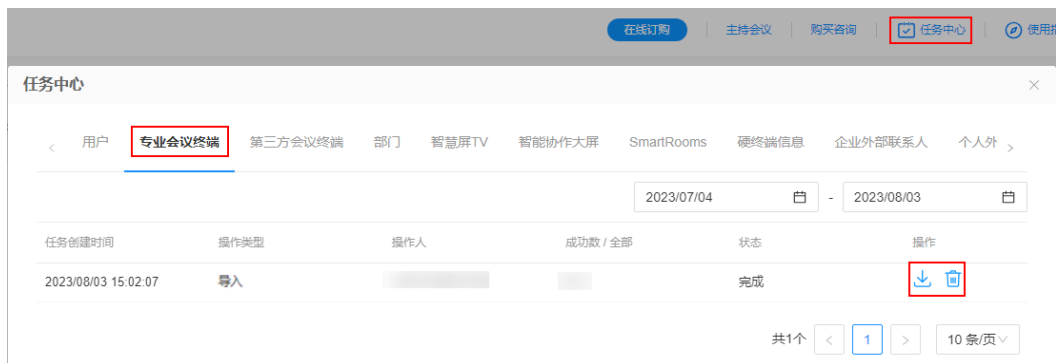 在线订购 主持会议 购买咨询 任务中心 使用指
任务中心
用户 专业会议终端 第三方会议终端 部门 智慧屏TV 智能协作大屏 SmartRooms 硬终端信息 企业外部联系人 个人外
2023/07/04 - 2023/08/03
任务创建时间 操作类型 操作人 成功数 / 全部 状态 操作
2023/08/03 15:02:07 导入 完成
共1个 < 1 > 10 条/页